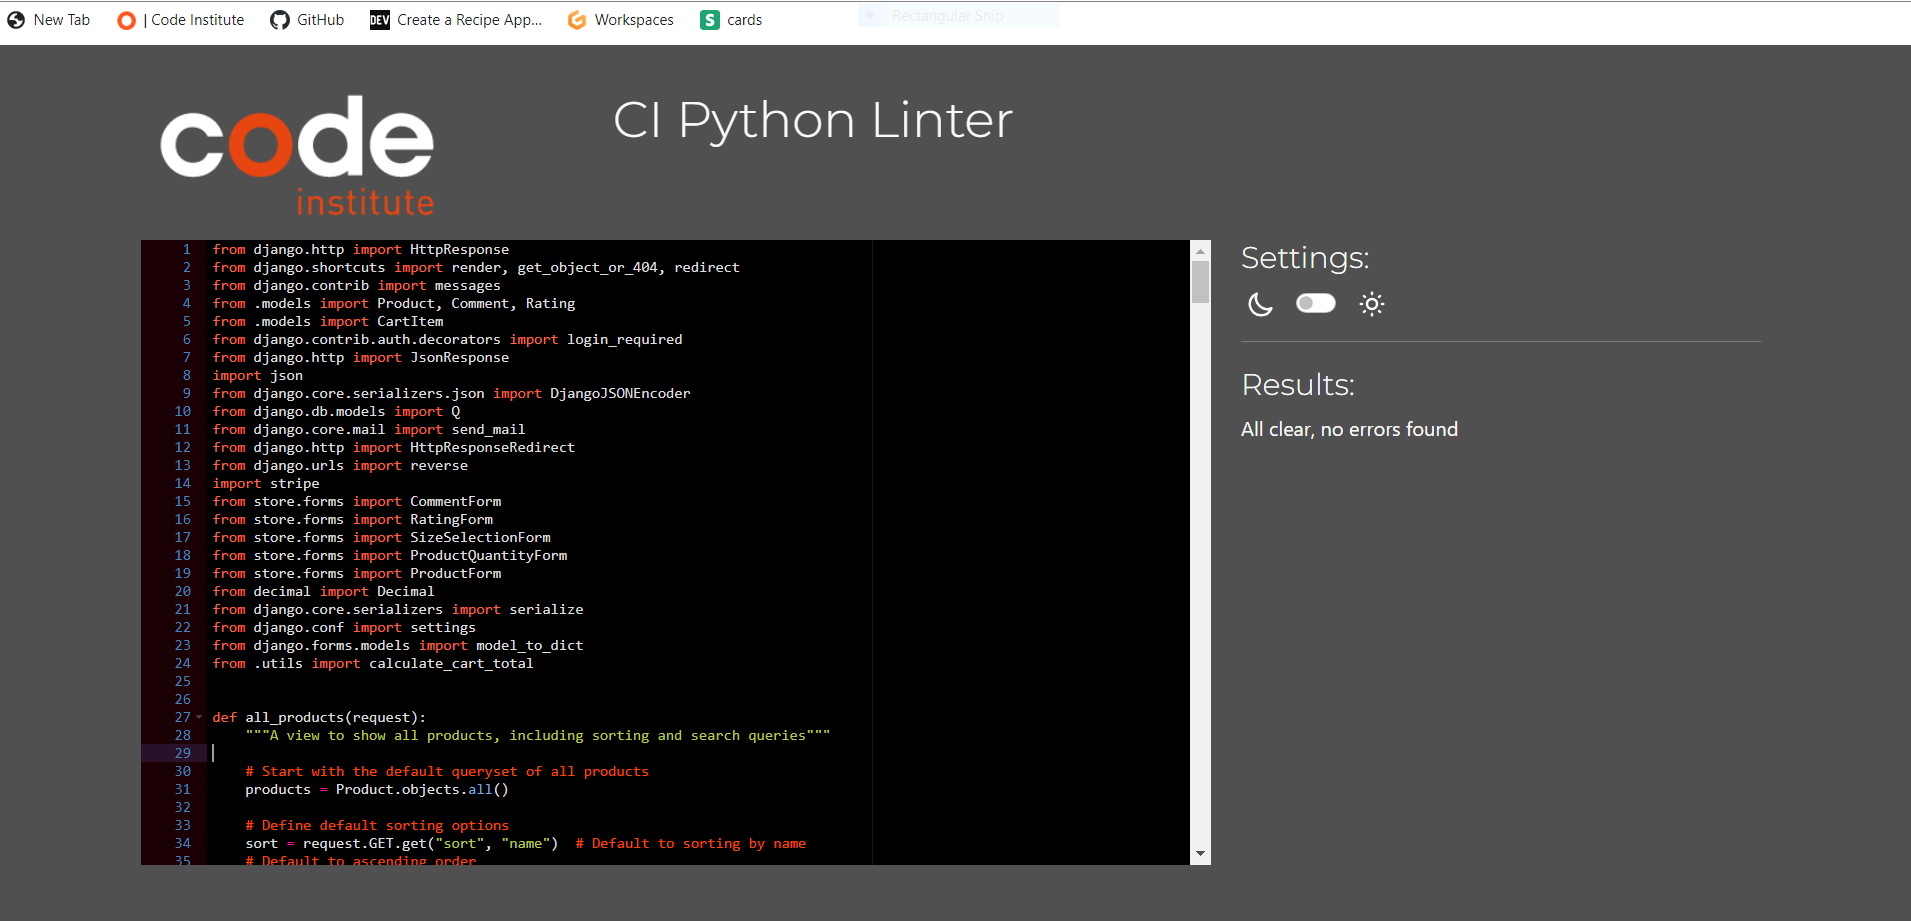 New Tab | Code Institute GitHub DEV Create a Recipe App... Workspaces S cards Rectangular Snip
code
institute
CI Python Linter
1 from django.http import HttpResponse
2 from django.shortcuts import render, get_object_or_404, redirect
3 from django.contrib import messages
4 from .models import Product, Comment, Rating
5 from .models import CartItem
6 from django.contrib.auth.decorators import login_required
7 from django.http import JsonResponse
8 import json
9 from django.core.serializers.json import DjangoJSONEncoder
10 from django.db.models import Q
11 from django.core.mail import send_mail
12 from django.http import HttpResponseRedirect
13 from django.urls import reverse
14 import stripe
15 from store.forms import CommentForm
16 from store.forms import RatingForm
17 from store.forms import SizeSelectionForm
18 from store.forms import ProductQuantityForm
19 from store.forms import ProductForm
20 from decimal import Decimal
21 from django.core.serializers import serialize
22 from django.conf import settings
23 from django.forms.models import model_to_dict
24 from .utils import calculate_cart_total
25
26
27 def all_products(request):
28 """A view to show all products, including sorting and search queries"""
29
30 # Start with the default queryset of all products
31 products = Product.objects.all()
32
33 # Define default sorting options
34 sort = request.GET.get("sort", "name") # Default to sorting by name
35 # Default to ascending order
Settings:
Results:
All clear, no errors found